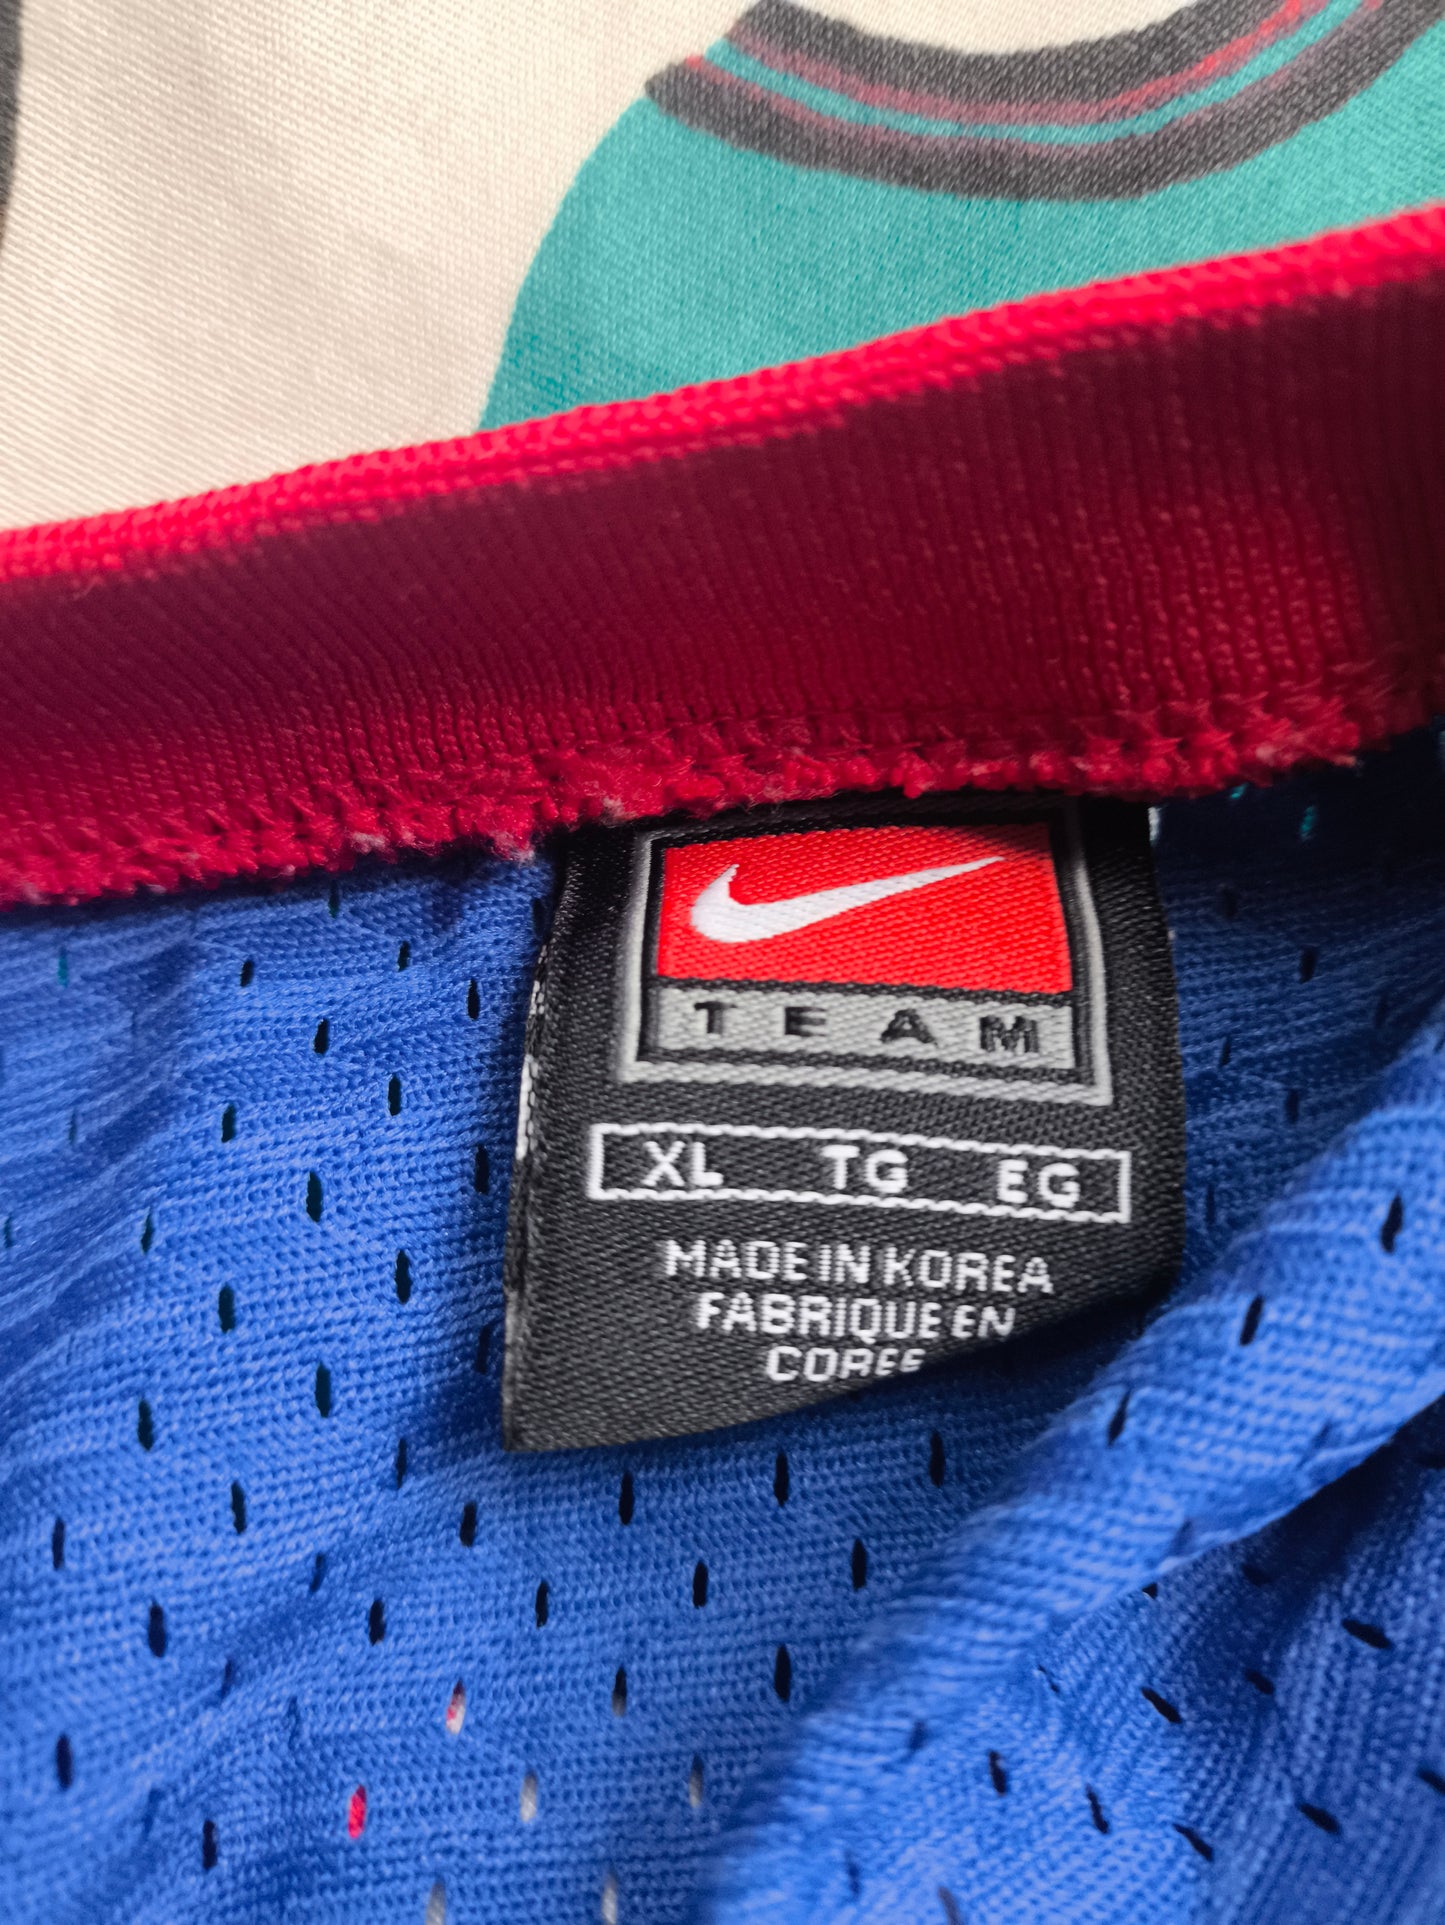 TEAM
XL TG EG
MADE IN KOREA
FABRIQUE EN
COREE